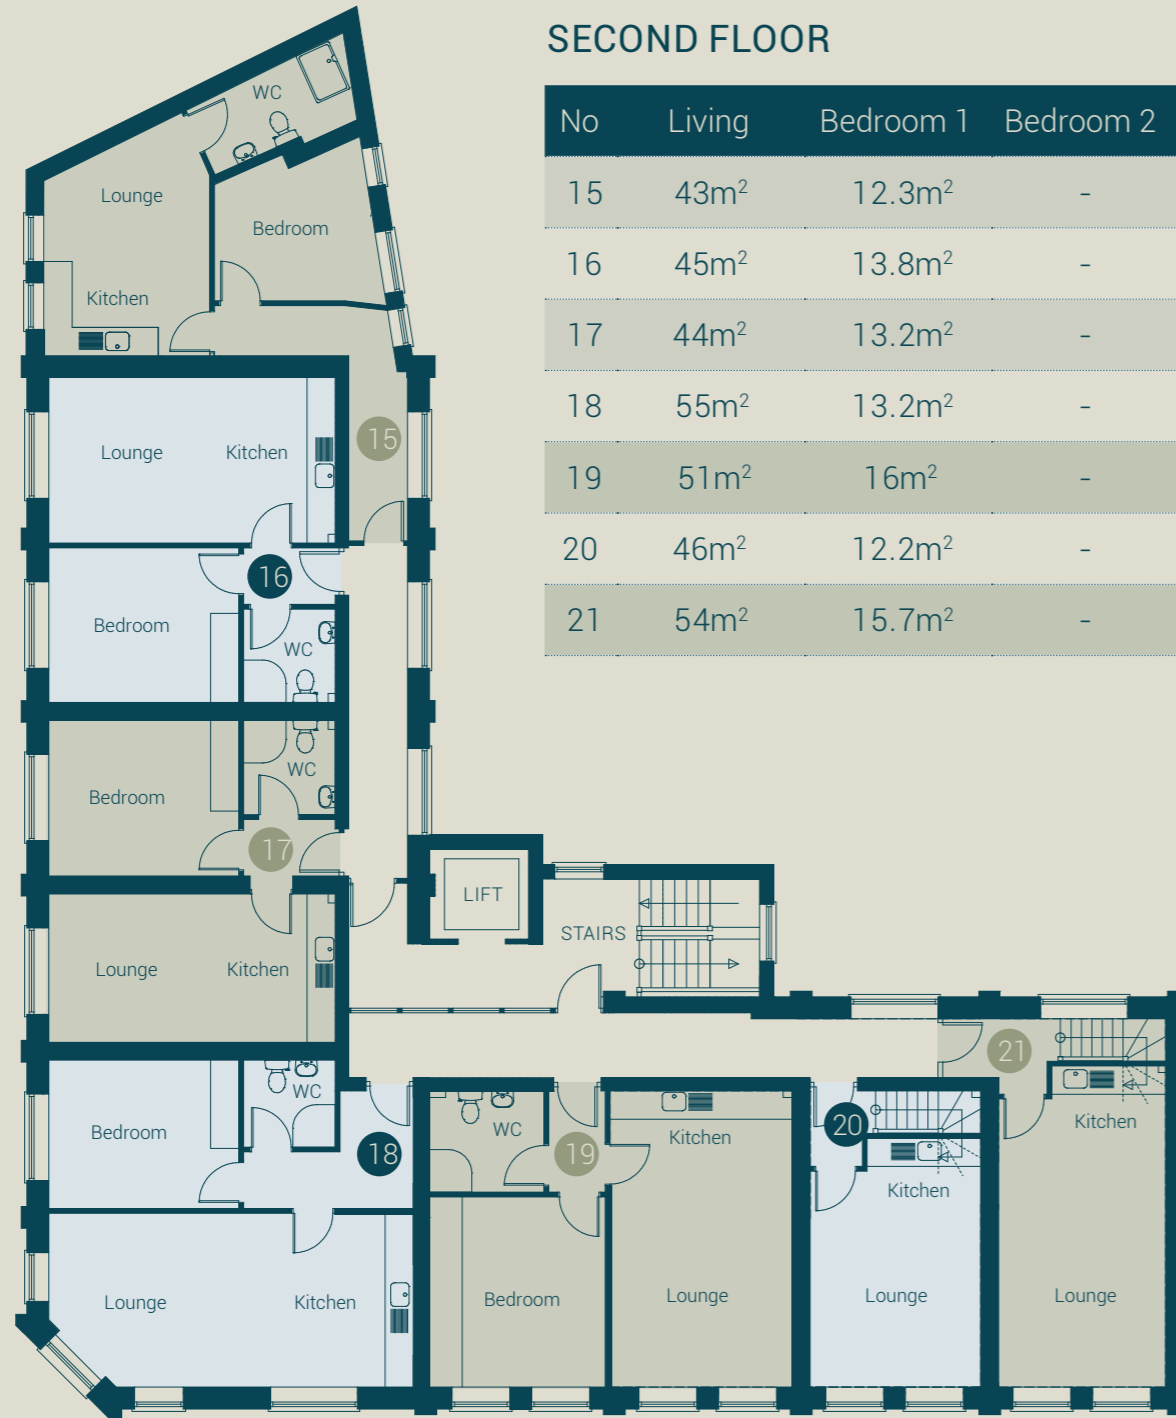 SECOND FLOOR
No Living Bedroom 1 Bedroom 2
15 43m² 12.3m² -
16 45m² 13.8m² -
17 44m² 13.2m² -
18 55m² 13.2m² -
19 51m² 16m² -
20 46m² 12.2m² -
21 54m² 15.7m² -
WC
Lounge
Bedroom
Kitchen
15
Lounge Kitchen
16
Bedroom
WC
WC
Bedroom
17
Lounge Kitchen
LIFT
STAIRS
WC
Bedroom
18
Lounge Kitchen
WC
19
Bedroom
Kitchen
Lounge
20
Kitchen
Lounge
21
Kitchen
Lounge